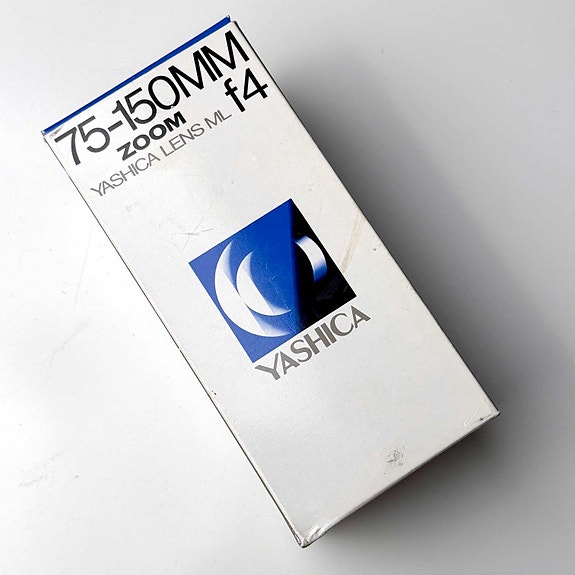 75-150MM
ZOOM f4
YASHICA LENS ML
YASHICA